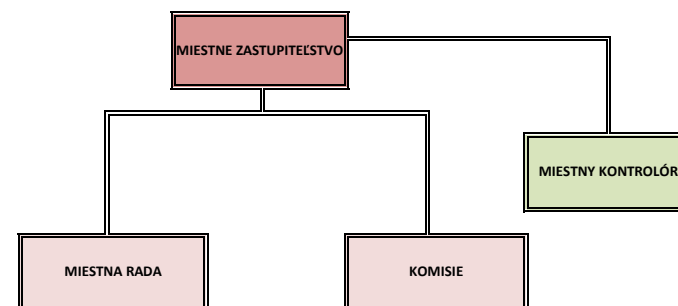 MIESTNE ZASTUPITEĽSTVO
MIESTNY KONTROLÓR
MIESTNA RADA
KOMISIE